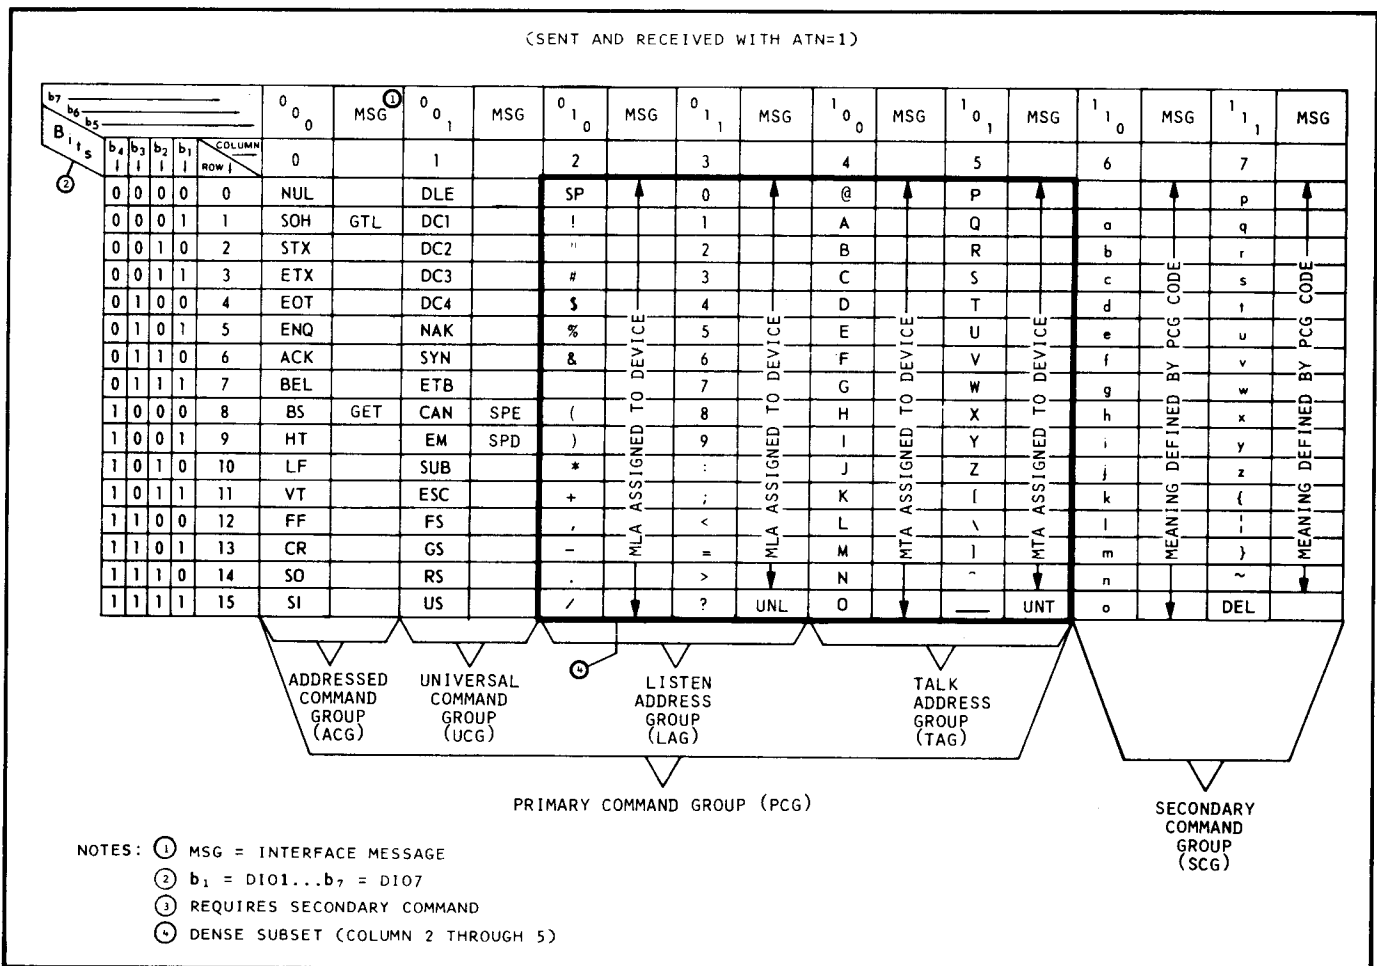 (SENT AND RECEIVED WITH ATN=1)
b7 b6 b5 0 0 0 MSG ① 0 0 1 MSG 0 1 0 MSG 0 1 1 MSG 1 0 0 MSG 1 0 1 MSG 1 1 0 MSG 1 1 1 MSG
Bits ② b4 b3 b2 b1 COLUMN ROW 0 1 2 3 4 5 6 7
0 0 0 0 0 NUL DLE SP 0 @ P p
0 0 0 1 1 SOH GTL DC1 ! 1 A Q a q
0 0 1 0 2 STX DC2 " 2 B R b r
0 0 1 1 3 ETX DC3 # 3 C S c s
0 1 0 0 4 EOT DC4 $ 4 D T d t
0 1 0 1 5 ENQ NAK % 5 E U e u
0 1 1 0 6 ACK SYN & 6 F V f v
0 1 1 1 7 BEL ETB 7 G W g w
1 0 0 0 8 BS GET CAN SPE ( 8 H X h x
1 0 0 1 9 HT EM SPD ) 9 I Y i y
1 0 1 0 10 LF SUB * : J Z j z
1 0 1 1 11 VT ESC + ; K [ k {
1 1 0 0 12 FF FS , < L \ l ¦
1 1 0 1 13 CR GS – = M ] m }
1 1 1 0 14 SO RS . > N ^ n ~
1 1 1 1 15 SI US / ? UNL O _ UNT o DEL
MLA ASSIGNED TO DEVICE
MLA ASSIGNED TO DEVICE
MTA ASSIGNED TO DEVICE
MTA ASSIGNED TO DEVICE
MEANING DEFINED BY PCG CODE
MEANING DEFINED BY PCG CODE
④
ADDRESSED
COMMAND
GROUP
(ACG)
UNIVERSAL
COMMAND
GROUP
(UCG)
LISTEN
ADDRESS
GROUP
(LAG)
TALK
ADDRESS
GROUP
(TAG)
PRIMARY COMMAND GROUP (PCG)
SECONDARY
COMMAND
GROUP
(SCG)
NOTES: ① MSG = INTERFACE MESSAGE
② b1 = DIO1...b7 = DIO7
③ REQUIRES SECONDARY COMMAND
④ DENSE SUBSET (COLUMN 2 THROUGH 5)